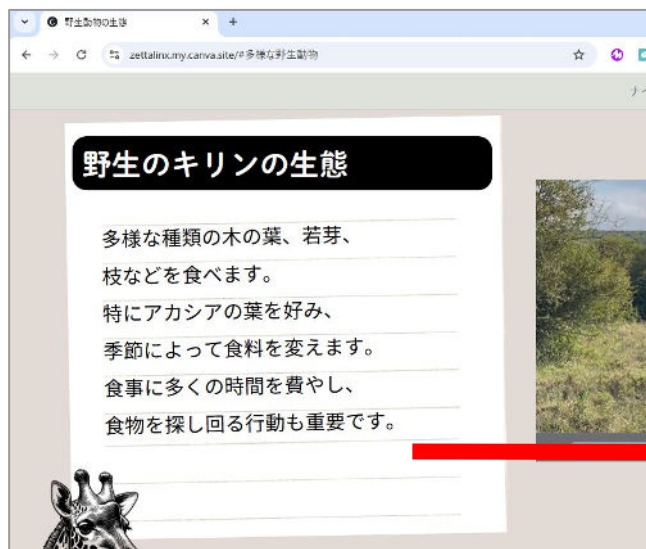 野生動物の生態
zettalinx.my.canva.site/#多様な野生動物
野生のキリンの生態
多様な種類の木の葉、若芽、
枝などを食べます。
特にアカシアの葉を好み、
季節によって食料を変えます。
食事に多くの時間を費やし、
食物を探し回る行動も重要です。